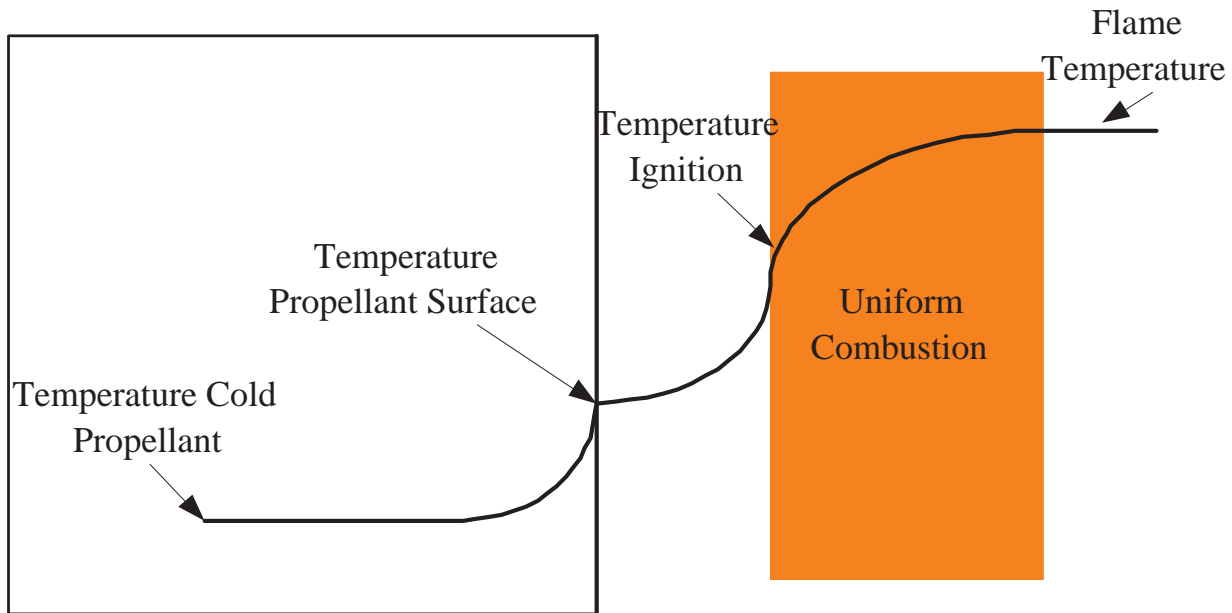 Flame
Temperature
Temperature
Ignition
Temperature
Propellant Surface
Uniform
Combustion
Temperature Cold
Propellant